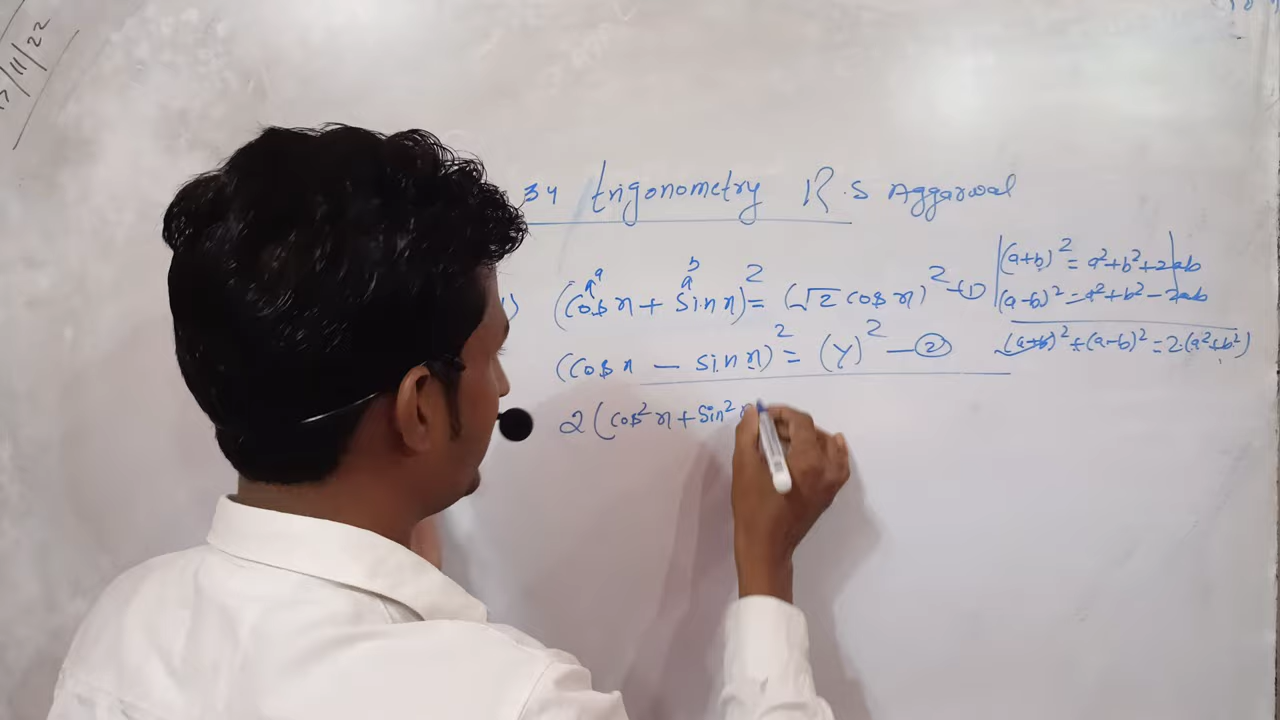 /11/22
34 trigonometry R.S Aggarwal
a b
1) (cos x + sin x)² = (√2 cos x)² - ①
(cos x - sin x)² = (y)² - ②
2(cos² x + sin²
(a+b)² = a²+b²+2ab
(a-b)² = a²+b²-2ab
(a+b)² + (a-b)² = 2(a²+b²)